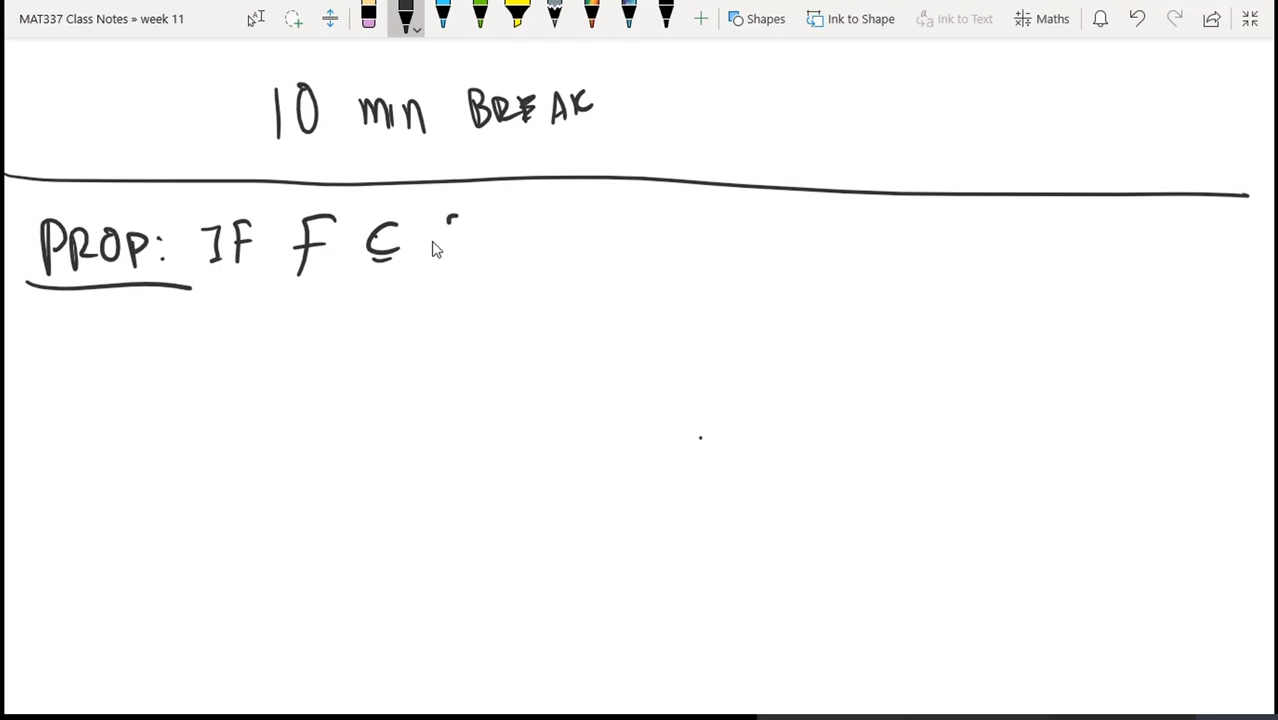 MAT337 Class Notes » week 11
Shapes
Ink to Shape
Ink to Text
Maths
10 min BREAK
PROP: IF F ⊆